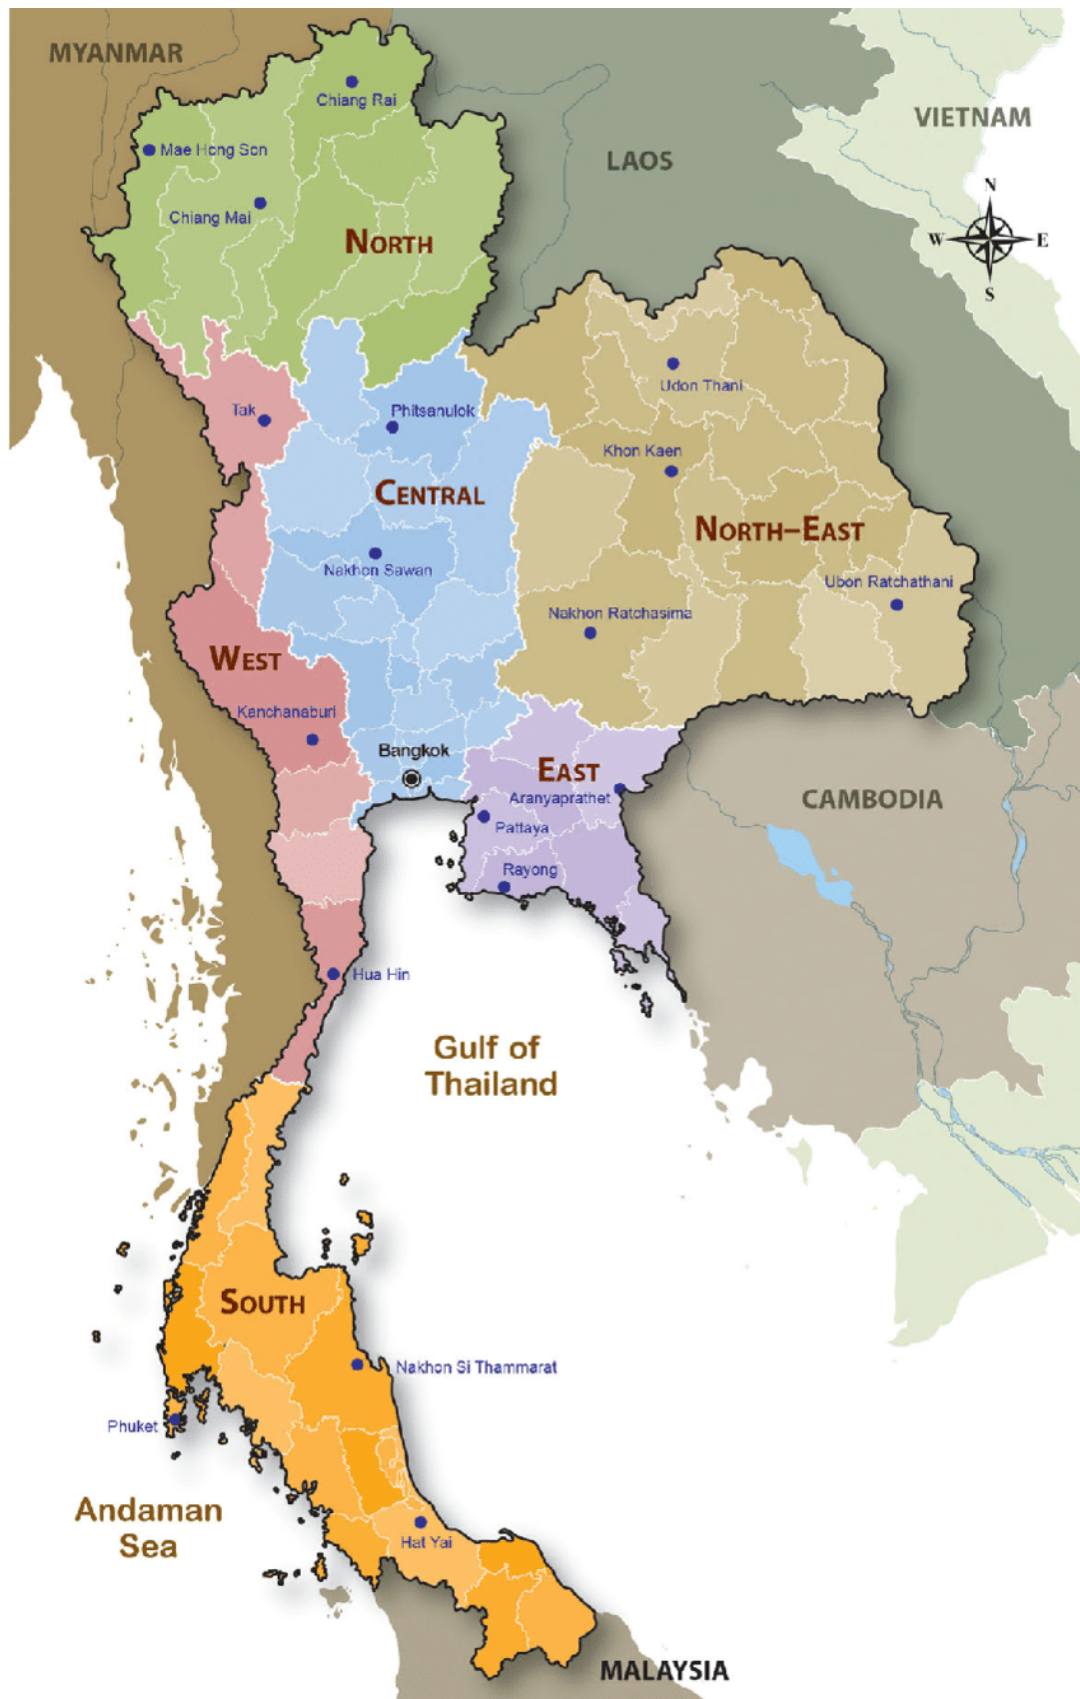 MYANMAR
Chiang Rai
VIETNAM
Mae Hong Son
LAOS
N
W
E
S
Chiang Mai
NORTH
Udon Thani
Tak
Phitsanulok
Khon Kaen
CENTRAL
NORTH–EAST
Nakhon Sawan
Ubon Ratchathani
Nakhon Ratchasima
WEST
Kanchanaburi
Bangkok
EAST
Aranyaprathet
CAMBODIA
Pattaya
Rayong
Hua Hin
Gulf of
Thailand
SOUTH
Nakhon Si Thammarat
Phuket
Andaman
Sea
Hat Yai
MALAYSIA